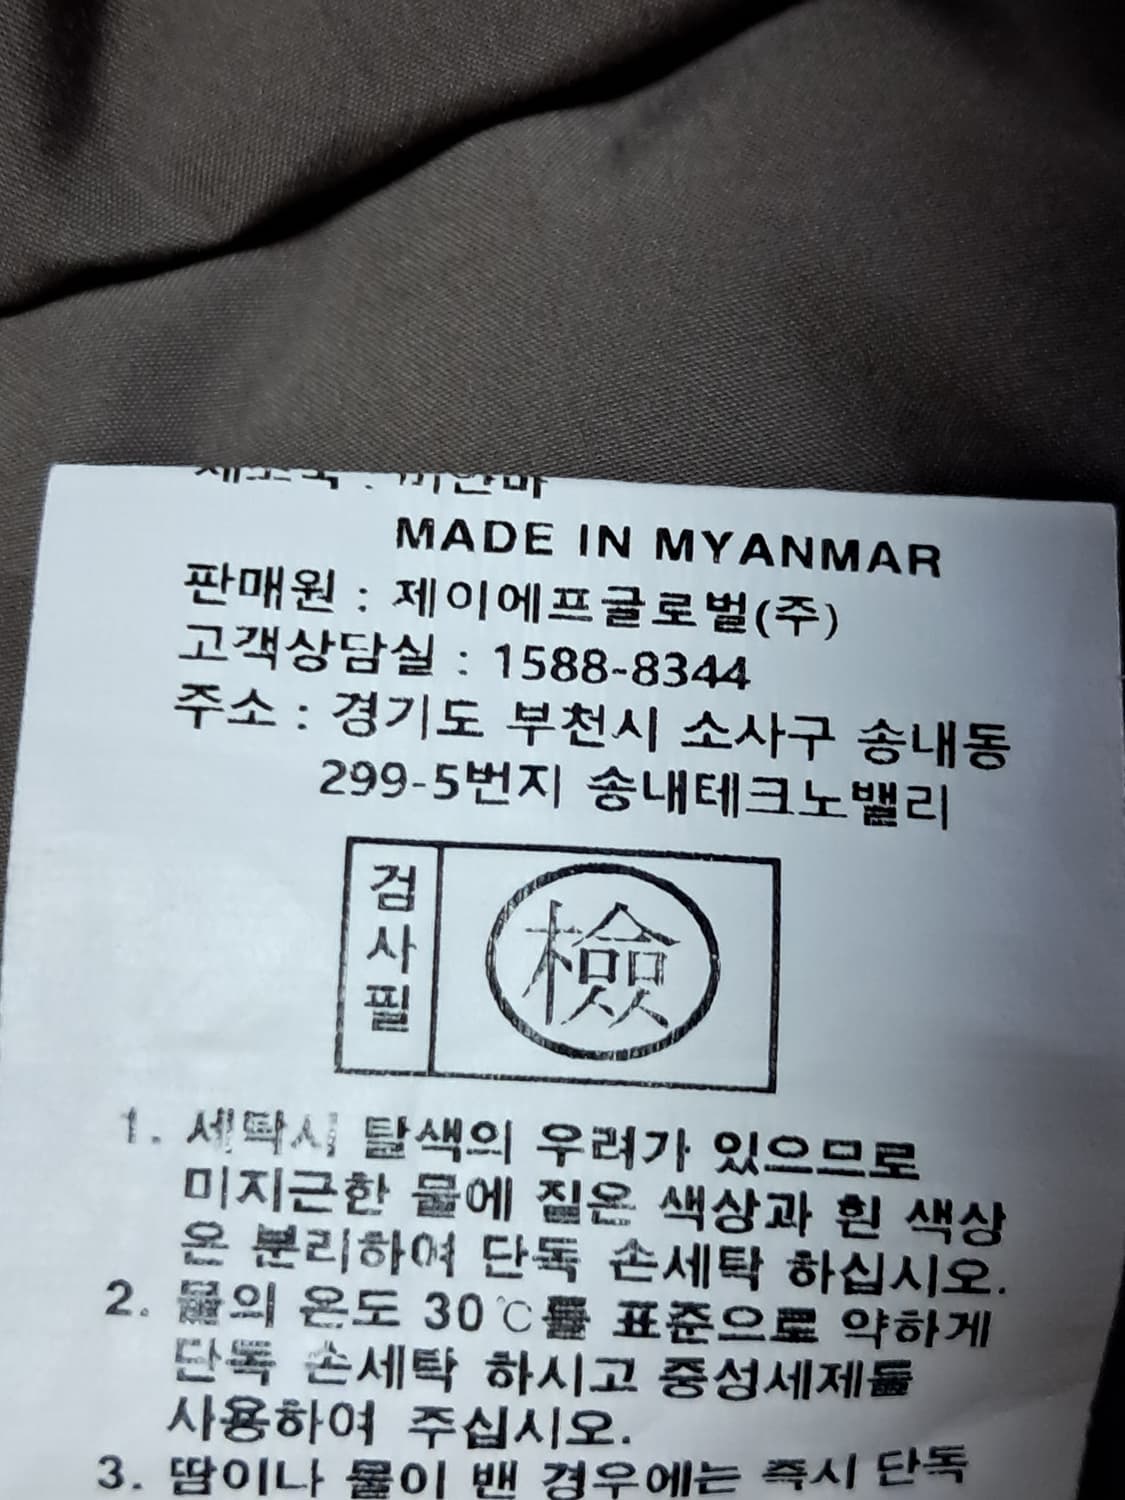 제조국 : 미얀마
MADE IN MYANMAR
판매원 : 제이에프글로벌(주)
고객상담실 : 1588-8344
주소 : 경기도 부천시 소사구 송내동
299-5번지 송내테크노밸리
검사필
檢
1. 세탁시 탈색의 우려가 있으므로
미지근한 물에 짙은 색상과 흰 색상
은 분리하여 단독 손세탁 하십시오.
2. 물의 온도 30℃를 표준으로 약하게
단독 손세탁 하시고 중성세제를
사용하여 주십시오.
3. 땀이나 물이 밴 경우에는 즉시 단독